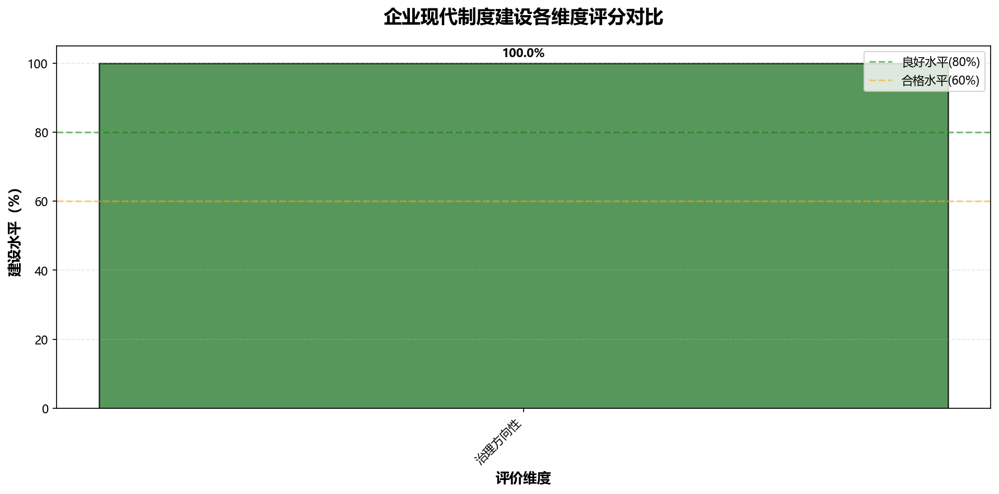 企业现代制度建设各维度评分对比
100.0%
良好水平(80%)
合格水平(60%)
100
80
60
40
20
0
建设水平 (%)
治理方向性
评价维度